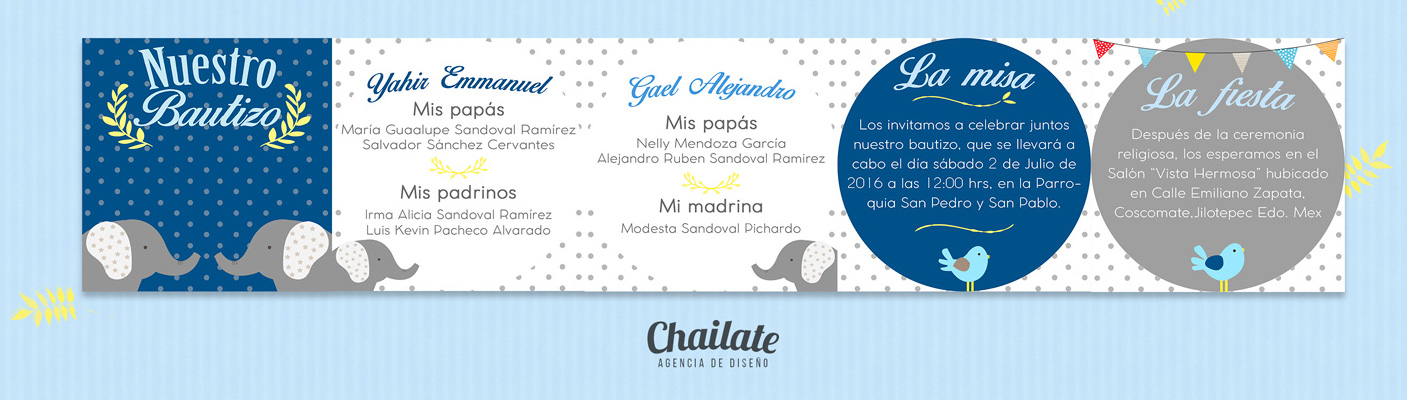 Nuestro
Bautizo
Yahir Emmanuel
Mis papás
María Guaalupe Sandoval Ramírez
Salvador Sánchez Cervantes
Mis padrinos
Irma Alicia Sandoval Ramírez
Luis Kevin Pacheco Alvarado
Gael Alejandro
Mis papás
Nelly Mendoza García
Alejandro Ruben Sandoval Ramirez
Mi madrina
Modesta Sandoval Pichardo
La misa
Los invitamos a celebrar juntos
nuestro bautizo, que se llevará a
cabo el día sábado 2 de Julio de
2016 a las 12:00 hrs, en la Parro-
quia San Pedro y San Pablo.
La fiesta
Después de la ceremonia
religiosa, los esperamos en el
Salón "Vista Hermosa" hubicado
en Calle Emiliano Zapata,
Coscomate,Jilotepec Edo. Mex
Chailate
AGENCIA DE DISEÑO